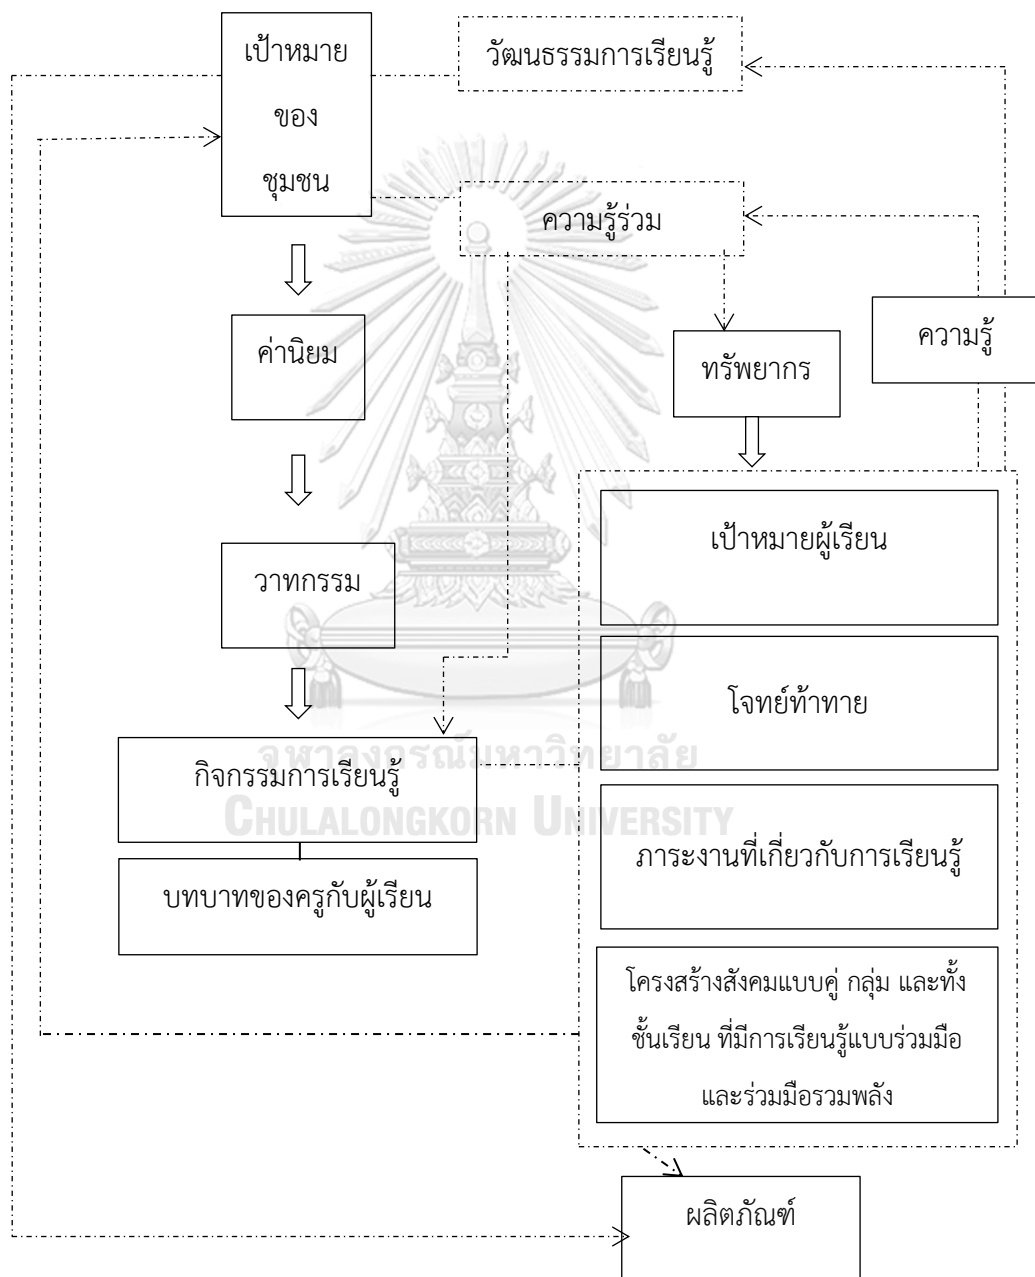 เป้าหมาย
ของ
ชุมชน
วัฒนธรรมการเรียนรู้
ความรู้ร่วม
ความรู้
ค่านิยม
ทรัพยากร
เป้าหมายผู้เรียน
วาทกรรม
โจทย์ท้าทาย
จุฬาลงกรณ์มหาวิทยาลัย
กิจกรรมการเรียนรู้
CHULALONGKORN UNIVERSITY
ภาระงานที่เกี่ยวกับการเรียนรู้
บทบาทของครูกับผู้เรียน
โครงสร้างสังคมแบบคู่ กลุ่ม และทั้ง
ชั้นเรียน ที่มีการเรียนรู้แบบร่วมมือ
และร่วมมือรวมพลัง
ผลิตภัณฑ์